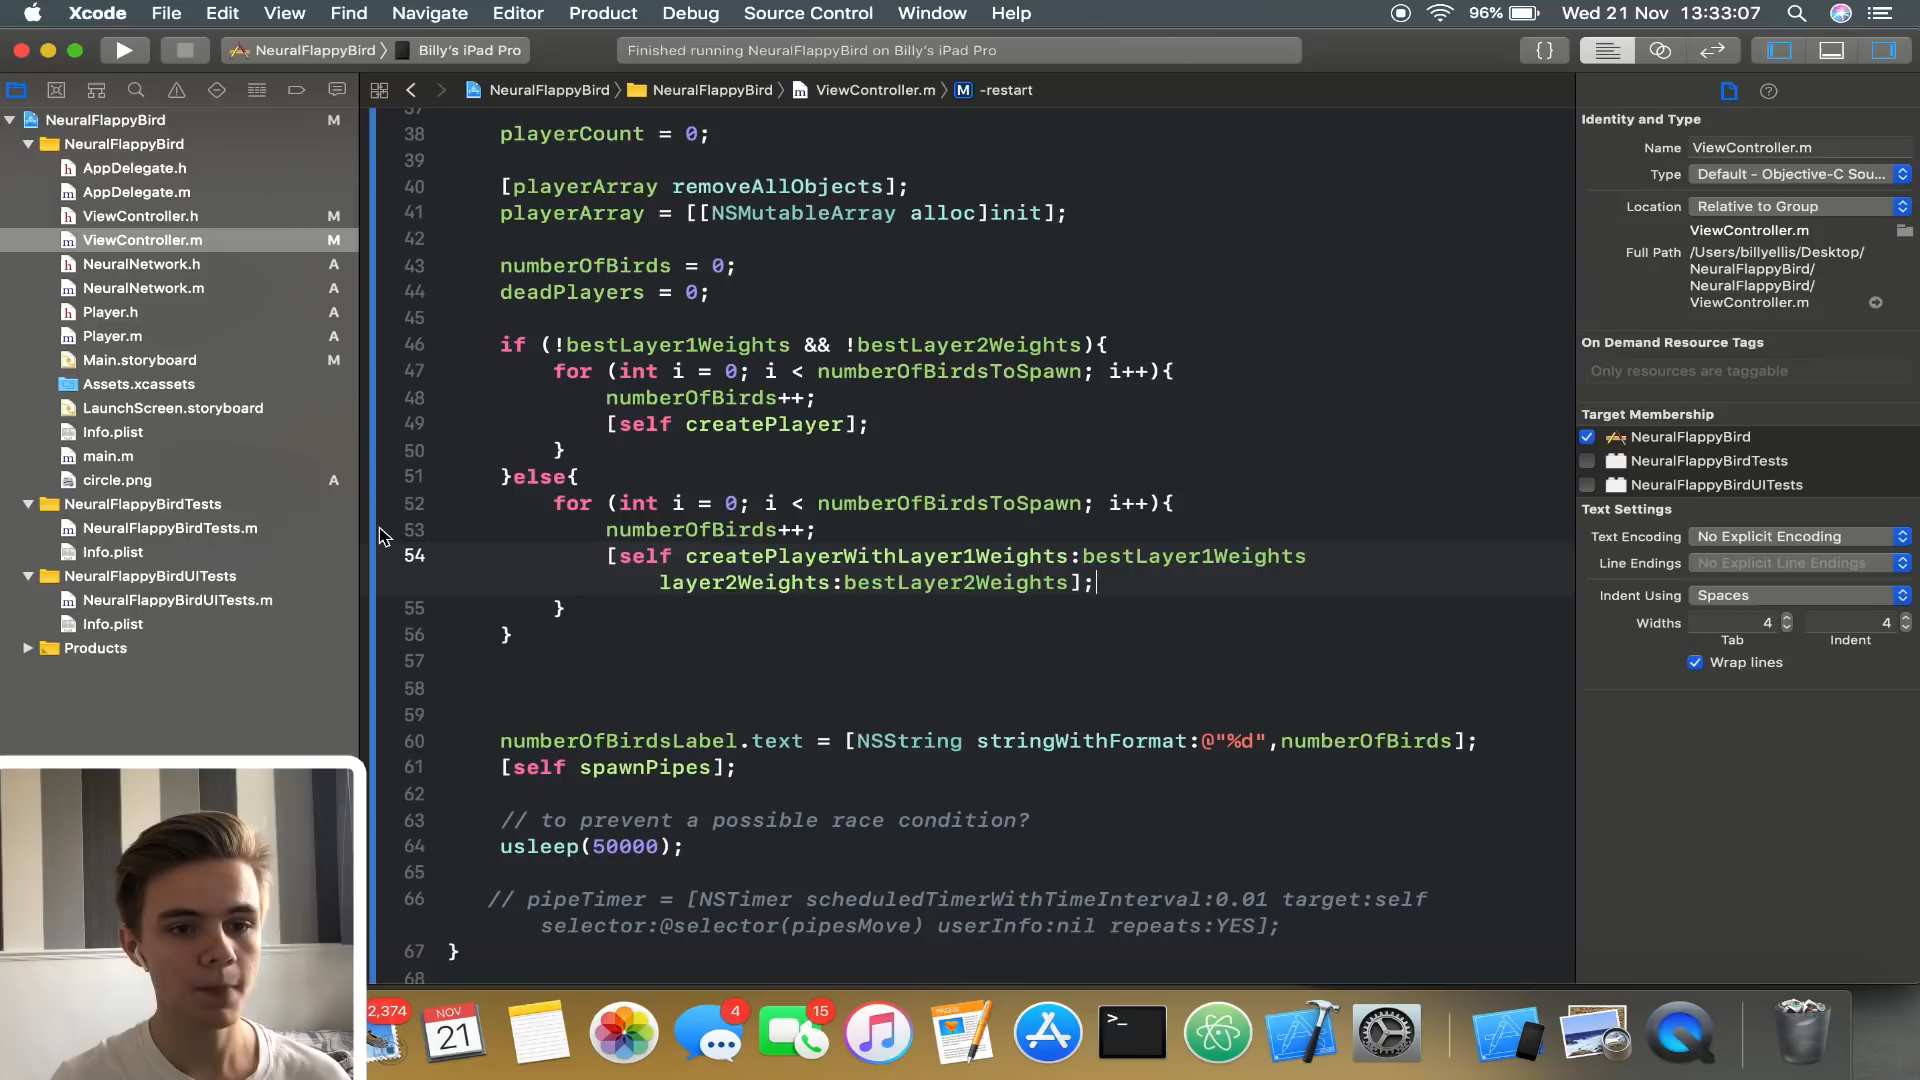 Xcode File Edit View Find Navigate Editor Product Debug Source Control Window Help 96% Wed 21 Nov 13:33:07
NeuralFlappyBird Billy's iPad Pro Finished running NeuralFlappyBird on Billy's iPad Pro { }
NeuralFlappyBird NeuralFlappyBird ViewController.m M -restart
NeuralFlappyBird M
NeuralFlappyBird
h AppDelegate.h
m AppDelegate.m
h ViewController.h M
m ViewController.m M
h NeuralNetwork.h A
m NeuralNetwork.m A
h Player.h A
m Player.m A
Main.storyboard M
Assets.xcassets
LaunchScreen.storyboard
Info.plist
m main.m
circle.png A
NeuralFlappyBirdTests
m NeuralFlappyBirdTests.m
Info.plist
NeuralFlappyBirdUITests
m NeuralFlappyBirdUITests.m
Info.plist
Products
37
38 playerCount = 0;
39
40 [playerArray removeAllObjects];
41 playerArray = [[NSMutableArray alloc]init];
42
43 numberOfBirds = 0;
44 deadPlayers = 0;
45
46 if (!bestLayer1Weights && !bestLayer2Weights){
47 for (int i = 0; i < numberOfBirdsToSpawn; i++){
48 numberOfBirds++;
49 [self createPlayer];
50 }
51 }else{
52 for (int i = 0; i < numberOfBirdsToSpawn; i++){
53 numberOfBirds++;
54 [self createPlayerWithLayer1Weights:bestLayer1Weights
layer2Weights:bestLayer2Weights];
55 }
56 }
57
58
59
60 numberOfBirdsLabel.text = [NSString stringWithFormat:@"%d",numberOfBirds];
61 [self spawnPipes];
62
63 // to prevent a possible race condition?
64 usleep(50000);
65
66 // pipeTimer = [NSTimer scheduledTimerWithTimeInterval:0.01 target:self
selector:@selector(pipesMove) userInfo:nil repeats:YES];
67 }
68
Identity and Type
Name ViewController.m
Type Default - Objective-C Sou...
Location Relative to Group
ViewController.m
Full Path /Users/billyellis/Desktop/
NeuralFlappyBird/
NeuralFlappyBird/
ViewController.m
On Demand Resource Tags
Only resources are taggable
Target Membership
NeuralFlappyBird
NeuralFlappyBirdTests
NeuralFlappyBirdUITests
Text Settings
Text Encoding No Explicit Encoding
Line Endings No Explicit Line Endings
Indent Using Spaces
Widths 4 4
Tab Indent
Wrap lines
2,374 NOV 21 4 15 PAGES >_